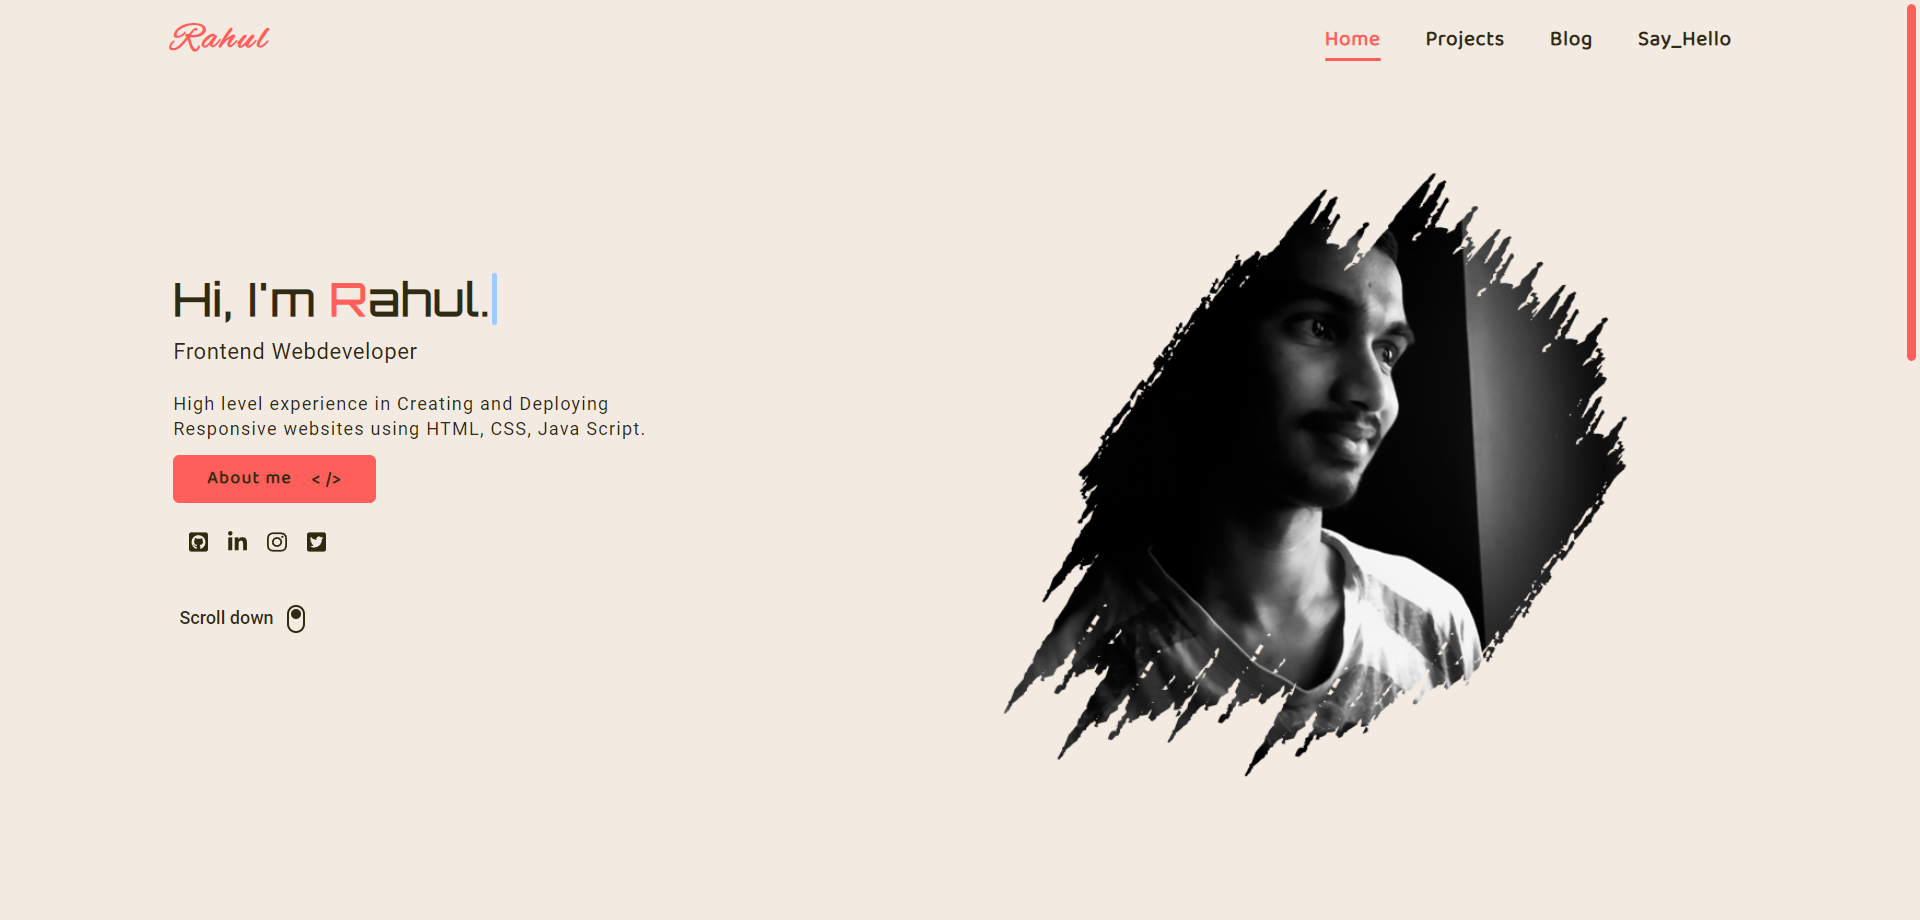 Rahul
Home Projects Blog Say_Hello
Hi, I'm Rahul.
Frontend Webdeveloper
High level experience in Creating and Deploying
Responsive websites using HTML, CSS, Java Script.
About me </>
Scroll down